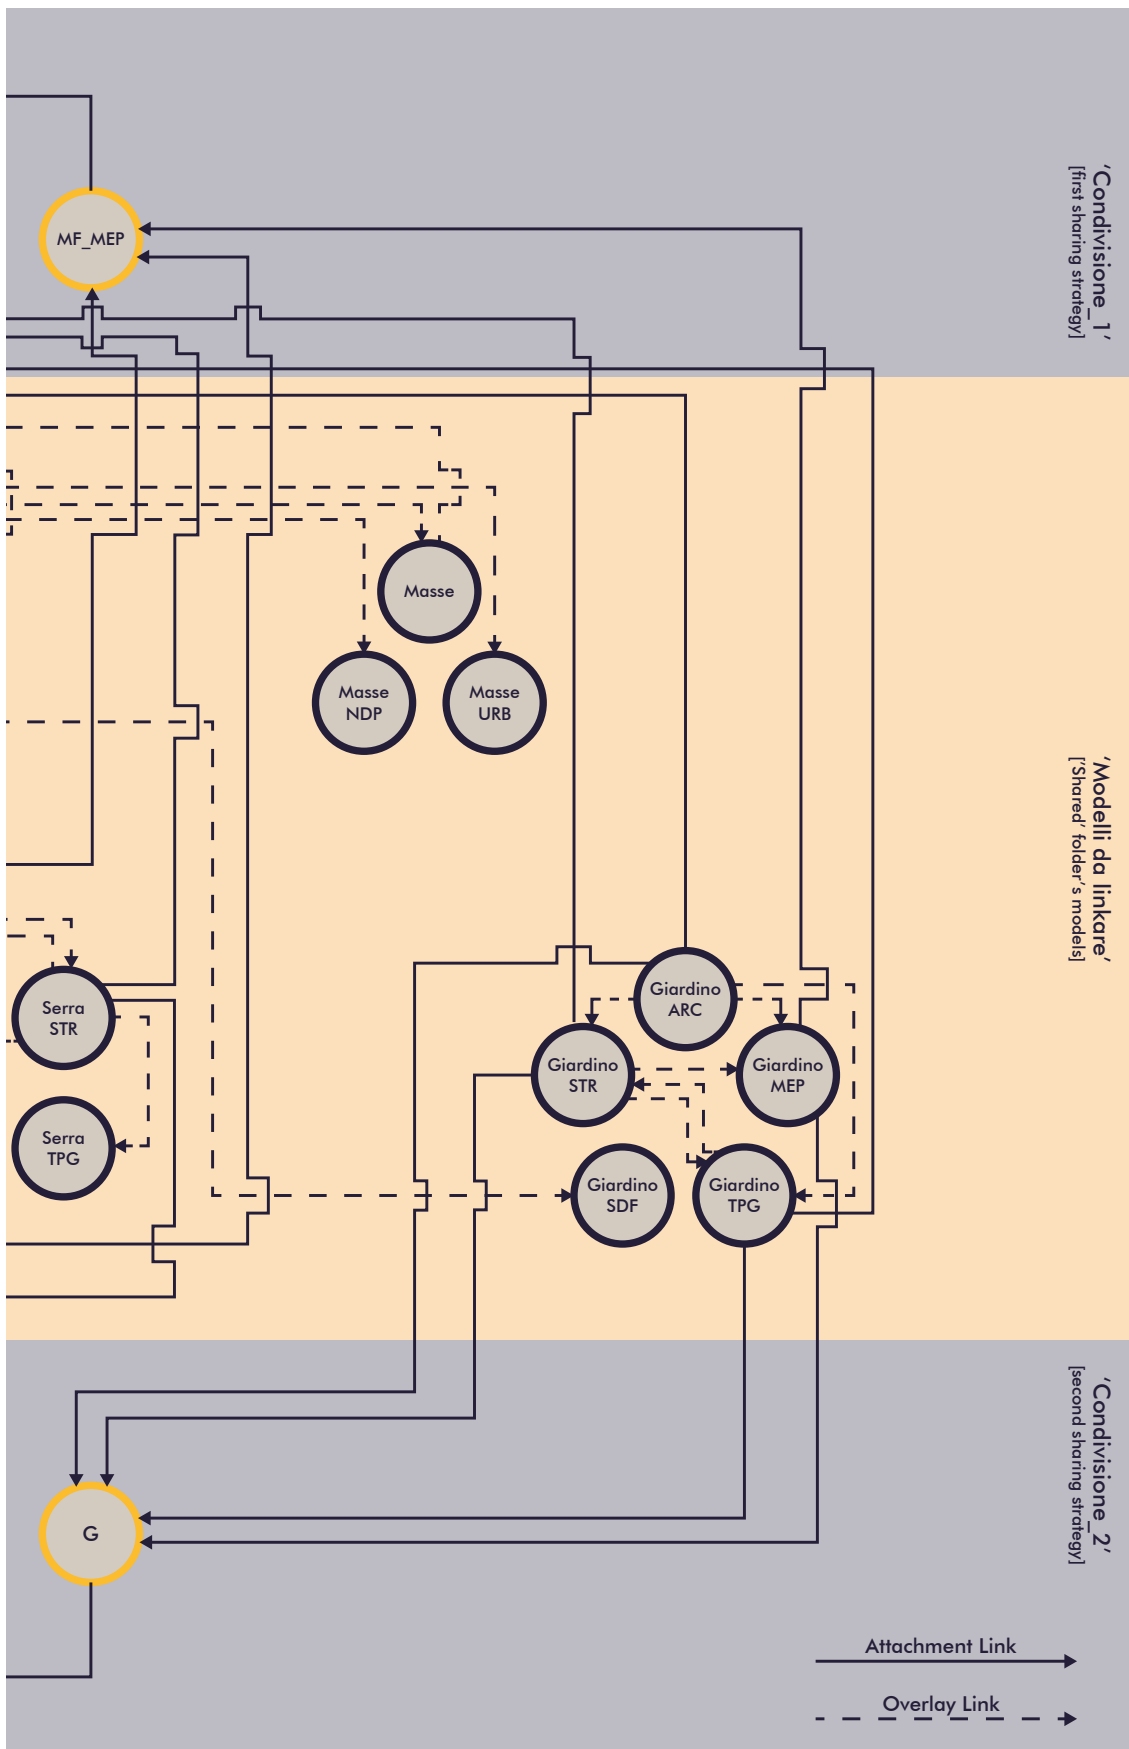 'Condivisione_1'
[first sharing strategy]
MF_MEP
Masse
Masse
NDP
Masse
URB
'Modelli da linkare'
['Shared' folder's models]
Giardino
ARC
Serra
STR
Giardino
STR
Giardino
MEP
Serra
TPG
Giardino
SDF
Giardino
TPG
'Condivisione_2'
[second sharing strategy]
G
Attachment Link
Overlay Link